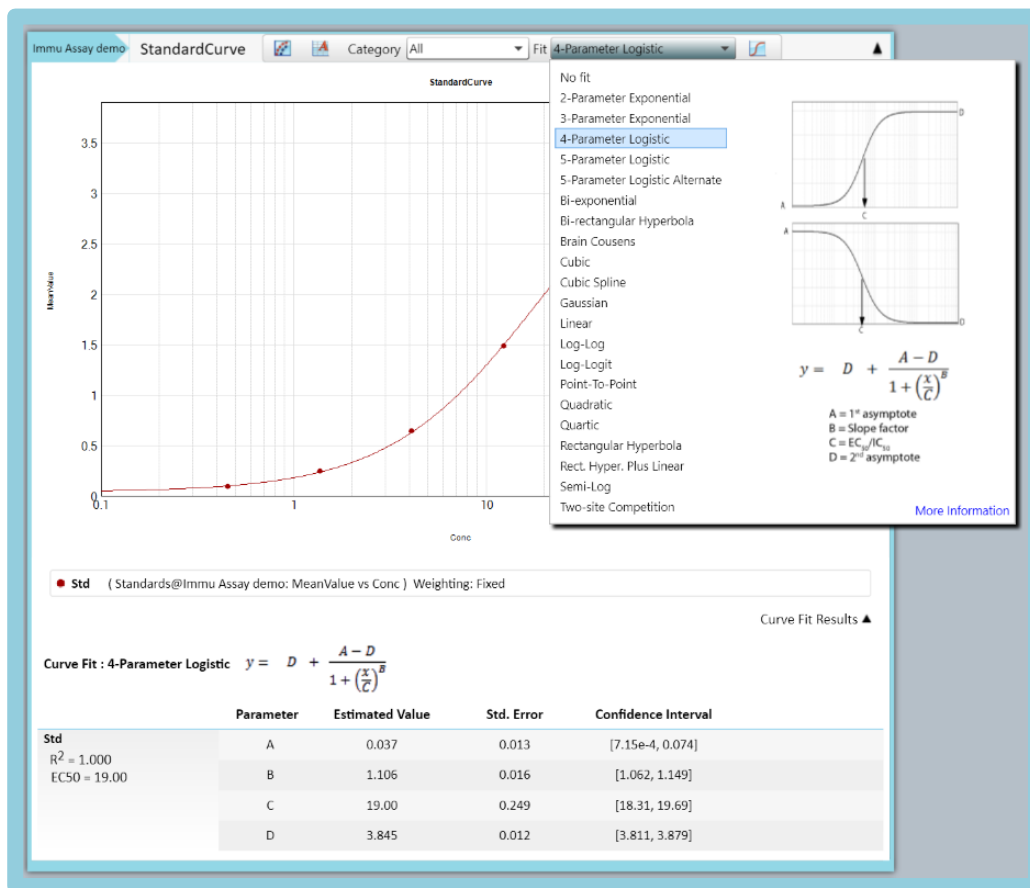 Immu Assay demo StandardCurve Category All Fit 4-Parameter Logistic
StandardCurve
3.5
3
2.5
2
1.5
1
0.5
0
0.1 1 10
MeanValue
Conc
No fit
2-Parameter Exponential
3-Parameter Exponential
4-Parameter Logistic
5-Parameter Logistic
5-Parameter Logistic Alternate
Bi-exponential
Bi-rectangular Hyperbola
Brain Cousens
Cubic
Cubic Spline
Gaussian
Linear
Log-Log
Log-Logit
Point-To-Point
Quadratic
Quartic
Rectangular Hyperbola
Rect. Hyper. Plus Linear
Semi-Log
Two-site Competition
D
A
C
A
D
C
y = D + A − D / 1 + (x/C)^B
A = 1st asymptote
B = Slope factor
C = EC50/IC50
D = 2nd asymptote
More Information
Std ( Standards@Immu Assay demo: MeanValue vs Conc ) Weighting: Fixed
Curve Fit Results
Curve Fit : 4-Parameter Logistic y = D + A − D / 1 + (x/C)^B
Parameter Estimated Value Std. Error Confidence Interval
Std
R2 = 1.000
EC50 = 19.00
A 0.037 0.013 [7.15e-4, 0.074]
B 1.106 0.016 [1.062, 1.149]
C 19.00 0.249 [18.31, 19.69]
D 3.845 0.012 [3.811, 3.879]